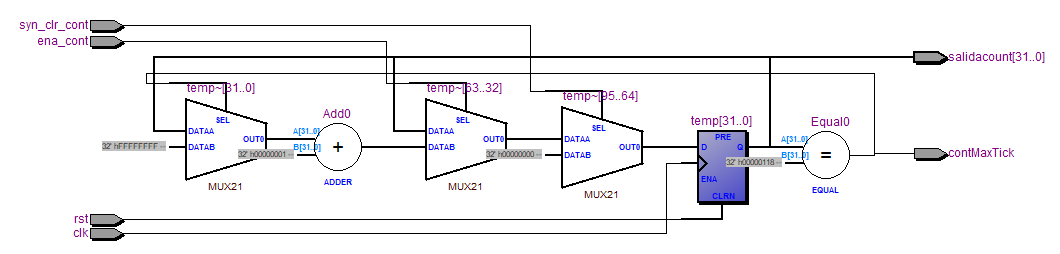 syn_clr_cont
ena_cont
salidacount[31..0]
temp~[31..0]
SEL
DATAA
OUT0
DATAB
32' hFFFFFFFF --
MUX21
Add0
A[31..0]
B[31..0]
32' h00000001 --
+
ADDER
temp~[63..32]
SEL
DATAA
OUT0
DATAB
MUX21
temp~[95..64]
SEL
DATAA
OUT0
DATAB
32' h00000000 --
MUX21
temp[31..0]
PRE
D
Q
ENA
CLRN
Equal0
A[31..0]
B[31..0]
32' h00000118 --
=
EQUAL
contMaxTick
rst
clk